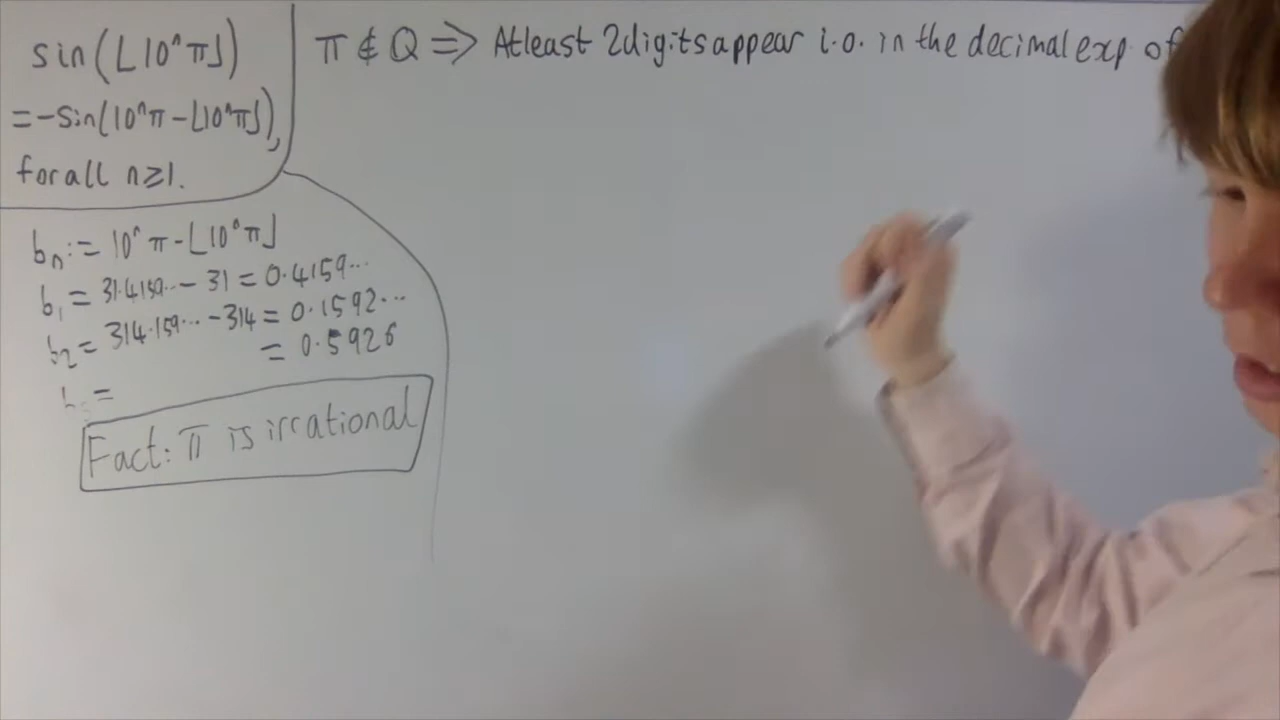 sin(⌊10ⁿπ⌋)
=-sin(10ⁿπ-⌊10ⁿπ⌋),
for all n≥1.
π∉Q ⇒ At least 2 digits appear i.o. in the decimal exp. of
bₙ:= 10ⁿπ-⌊10ⁿπ⌋
b₁ = 31.4159... - 31 = 0.4159...
b₂ = 314.159... - 314 = 0.1592...
= 0.5926
=
Fact: π is irrational